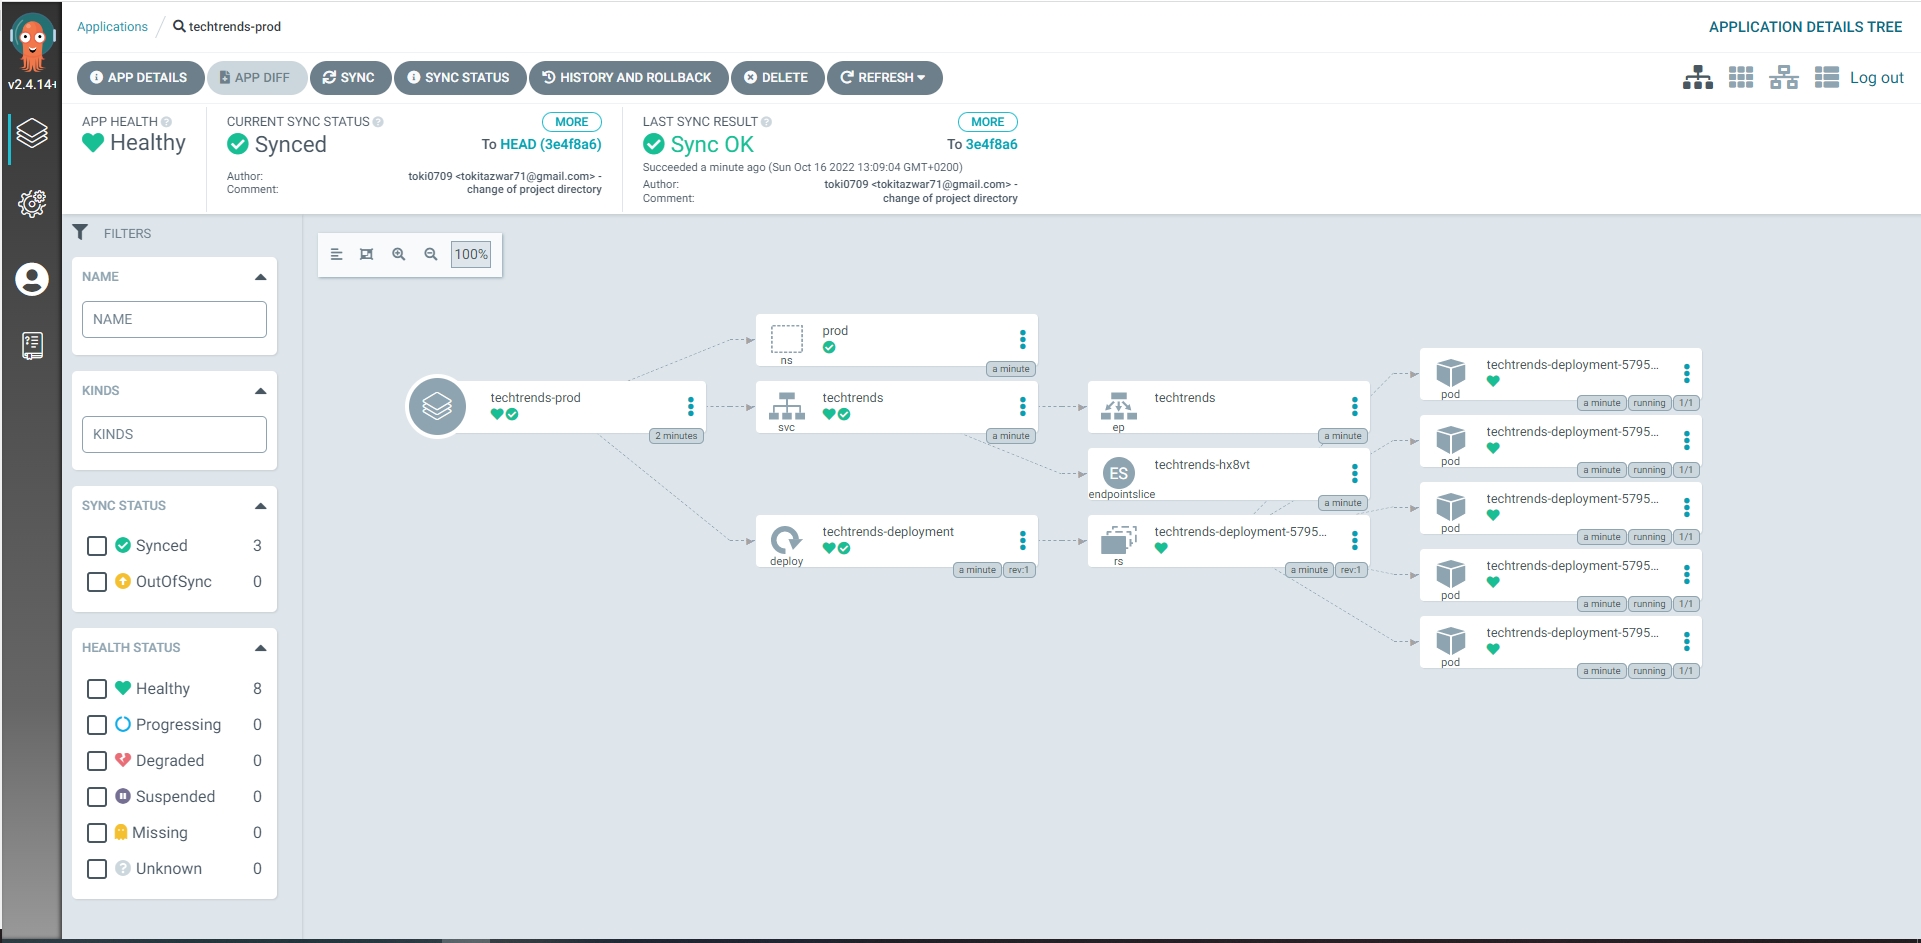 Applications / techtrends-prod
APPLICATION DETAILS TREE
v2.4.14+
APP DETAILS
APP DIFF
SYNC
SYNC STATUS
HISTORY AND ROLLBACK
DELETE
REFRESH
Log out
APP HEALTH
Healthy
CURRENT SYNC STATUS
MORE
Synced
To HEAD (3e4f8a6)
Author:
toki0709 <tokitazwar71@gmail.com> -
Comment:
change of project directory
LAST SYNC RESULT
MORE
Sync OK
To 3e4f8a6
Succeeded a minute ago (Sun Oct 16 2022 13:09:04 GMT+0200)
Author:
toki0709 <tokitazwar71@gmail.com> -
Comment:
change of project directory
FILTERS
NAME
NAME
KINDS
KINDS
SYNC STATUS
Synced 3
OutOfSync 0
HEALTH STATUS
Healthy 8
Progressing 0
Degraded 0
Suspended 0
Missing 0
Unknown 0
100%
techtrends-prod
2 minutes
prod
ns
a minute
techtrends
svc
a minute
techtrends-deployment
deploy
a minute rev:1
techtrends
ep
a minute
ES
techtrends-hx8vt
endpointslice
a minute
techtrends-deployment-5795...
rs
a minute rev:1
techtrends-deployment-5795...
pod
a minute running 1/1
techtrends-deployment-5795...
pod
a minute running 1/1
techtrends-deployment-5795...
pod
a minute running 1/1
techtrends-deployment-5795...
pod
a minute running 1/1
techtrends-deployment-5795...
pod
a minute running 1/1